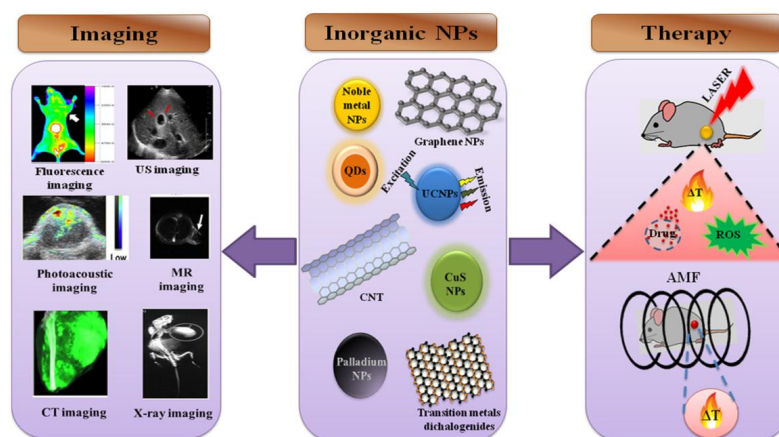 Imaging
Inorganic NPs
Therapy
Fluorescence
imaging
US imaging
Low
Photoacoustic
imaging
MR
imaging
CT imaging
X-ray imaging
Noble
metal
NPs
Graphene NPs
QDs
Excitation
UCNPs
Emission
CNT
CuS
NPs
Palladium
NPs
Transition metals
dichalogenides
LASER
ΔT
Drug
ROS
AMF
ΔT